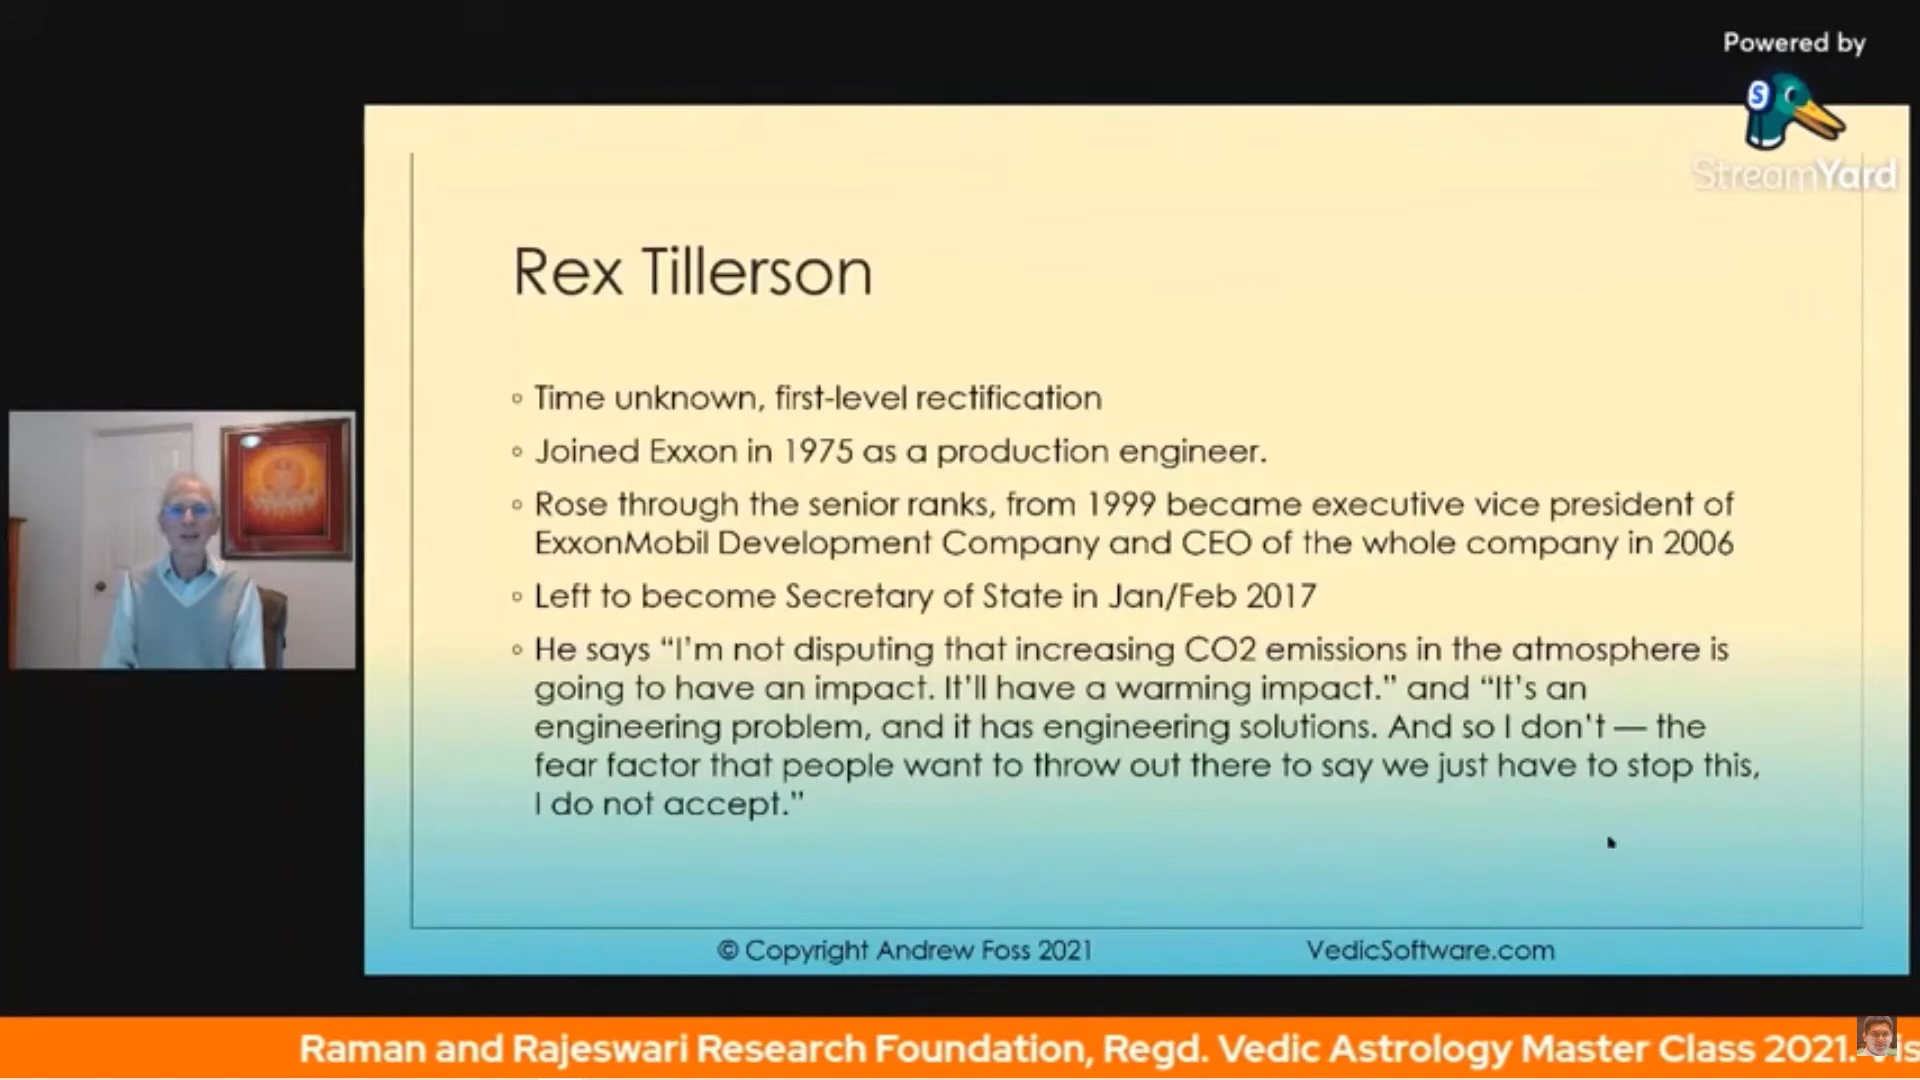 Powered by
S
StreamYard
Rex Tillerson
◦ Time unknown, first-level rectification
◦ Joined Exxon in 1975 as a production engineer.
◦ Rose through the senior ranks, from 1999 became executive vice president of
ExxonMobil Development Company and CEO of the whole company in 2006
◦ Left to become Secretary of State in Jan/Feb 2017
◦ He says “I’m not disputing that increasing CO2 emissions in the atmosphere is
going to have an impact. It’ll have a warming impact.” and “It’s an
engineering problem, and it has engineering solutions. And so I don’t — the
fear factor that people want to throw out there to say we just have to stop this,
I do not accept.”
© Copyright Andrew Foss 2021 VedicSoftware.com
Raman and Rajeswari Research Foundation, Regd. Vedic Astrology Master Class 2021.